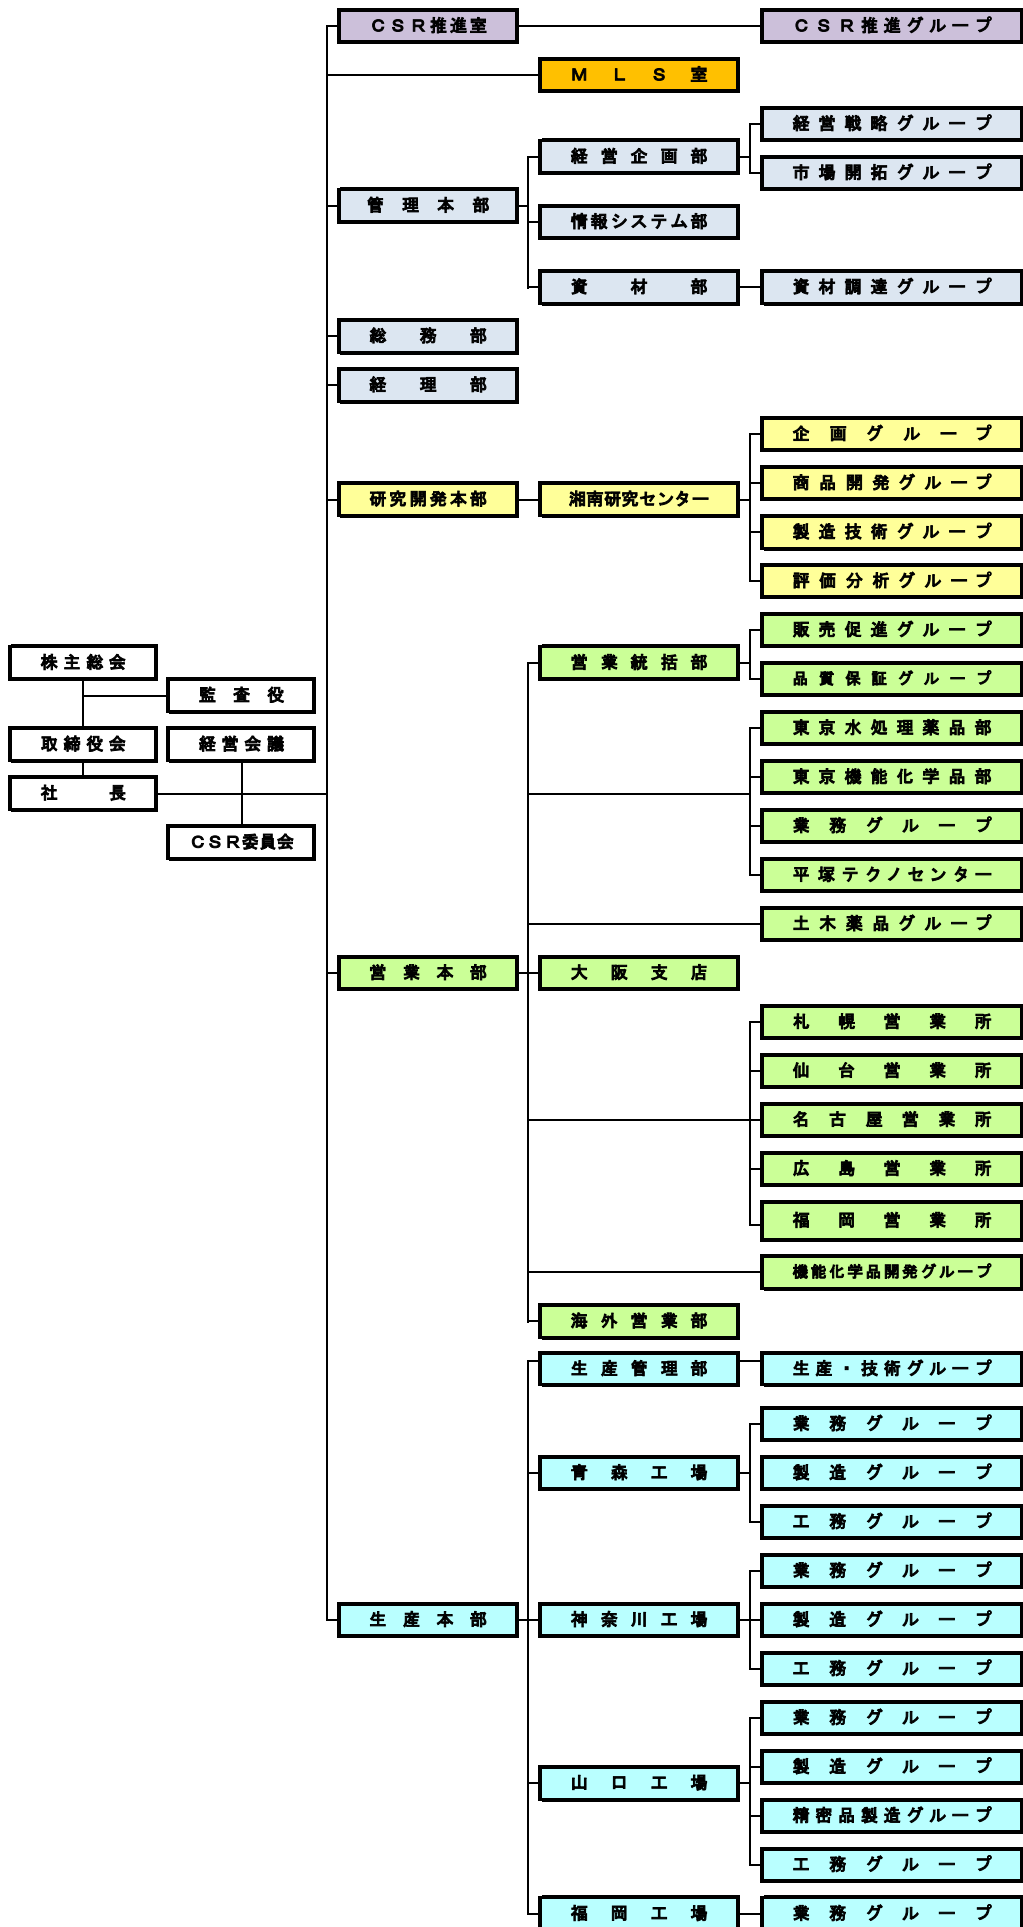 CSR推進室
CSR推進グループ
MLS室
経営企画部
経営戦略グループ
市場開拓グループ
管理本部
情報システム部
資材部
資材調達グループ
総務部
経理部
研究開発本部
湘南研究センター
企画グループ
商品開発グループ
製造技術グループ
評価分析グループ
株主総会
監査役
取締役会
経営会議
社長
CSR委員会
営業本部
営業統括部
販売促進グループ
品質保証グループ
東京水処理薬品部
東京機能化学品部
業務グループ
平塚テクノセンター
土木薬品グループ
大阪支店
札幌営業所
仙台営業所
名古屋営業所
広島営業所
福岡営業所
機能化学品開発グループ
海外営業部
生産本部
生産管理部
生産・技術グループ
青森工場
業務グループ
製造グループ
工務グループ
神奈川工場
業務グループ
製造グループ
工務グループ
山口工場
業務グループ
製造グループ
精密品製造グループ
工務グループ
福岡工場
業務グループ